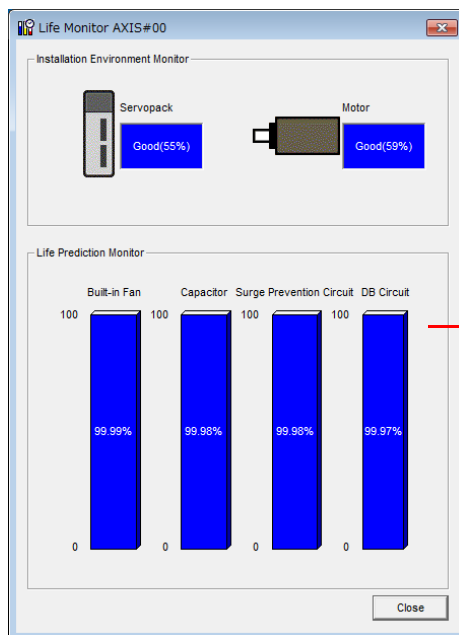 Life Monitor AXIS#00
Installation Environment Monitor
Servopack
Motor
Good(55%)
Good(59%)
Life Prediction Monitor
Built-in Fan Capacitor Surge Prevention Circuit DB Circuit
100 100 100 100
99.99% 99.98% 99.98% 99.97%
0 0 0 0
Close